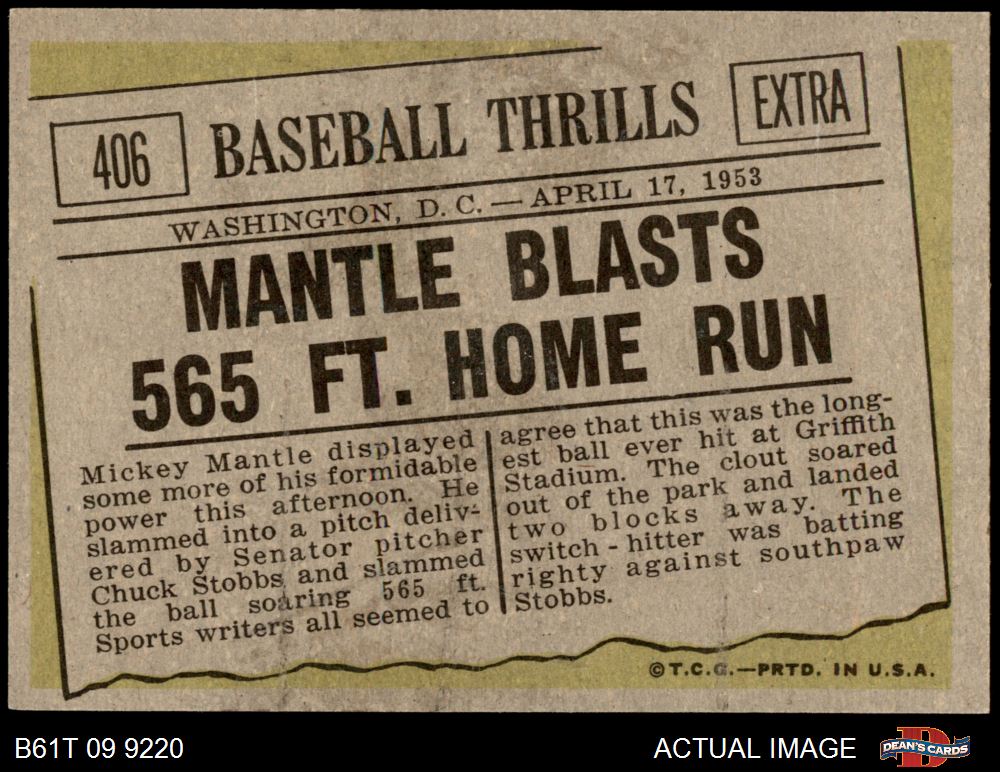 406
BASEBALL THRILLS
EXTRA
WASHINGTON, D. C. — APRIL 17, 1953
MANTLE BLASTS
565 FT. HOME RUN
Mickey Mantle displayed
some more of his formidable
power this afternoon. He
slammed into a pitch deliv-
ered by Senator pitcher
Chuck Stobbs and slammed
the ball soaring 565 ft.
Sports writers all seemed to
agree that this was the long-
est ball ever hit at Griffith
Stadium. The clout soared
out of the park and landed
two blocks away. The
switch-hitter was batting
righty against southpaw
Stobbs.
© T.C.G.—PRTD. IN U.S.A.
B61T 09 9220
ACTUAL IMAGE
D
DEAN'S CARDS